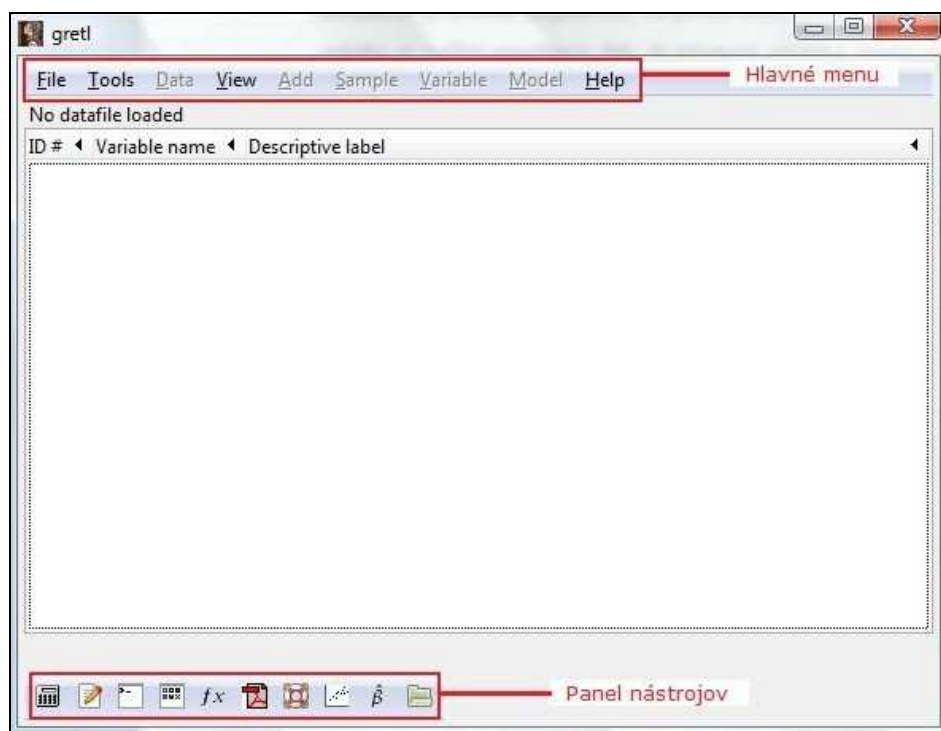 gretl
File Tools Data View Add Sample Variable Model Help
Hlavné menu
No datafile loaded
ID # Variable name Descriptive label
fx β̂
Panel nástrojov